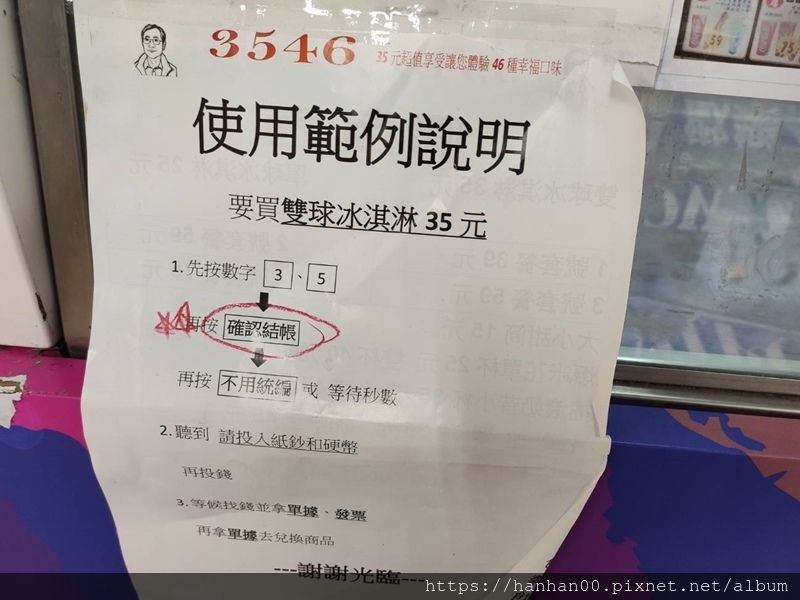 3546
35 元超值享受讓您體驗 46 種幸福口味
使用範例說明
要買雙球冰淇淋 35 元
1. 先按數字 3 、 5
再按 確認結帳
再按 不用統編 或 等待秒數
2. 聽到 請投入紙鈔和硬幣
再投錢
3. 等候找錢並拿單據、發票
再拿單據去兌換商品
---謝謝光臨---
59
75
https://hanhan00.pixnet.net/album